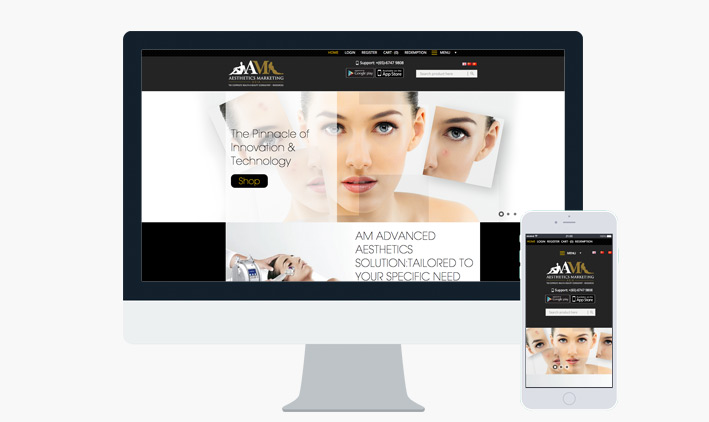 HOME LOGIN REGISTER CART (0) REDEMPTION MENU
AM
AESTHETICS MARKETING
Support: +(65) 6747 9808
Google play
App Store
Search product here
The Pinnacle of
Innovation &
Technology
Shop
AM ADVANCED
AESTHETICS
SOLUTION:TAILORED TO
YOUR SPECIFIC NEED
HOME LOGIN REGISTER CART (0) REDEMPTION
MENU
AM
AESTHETICS MARKETING
Support: +(65) 6747 9808
Google play
App Store
Search product here